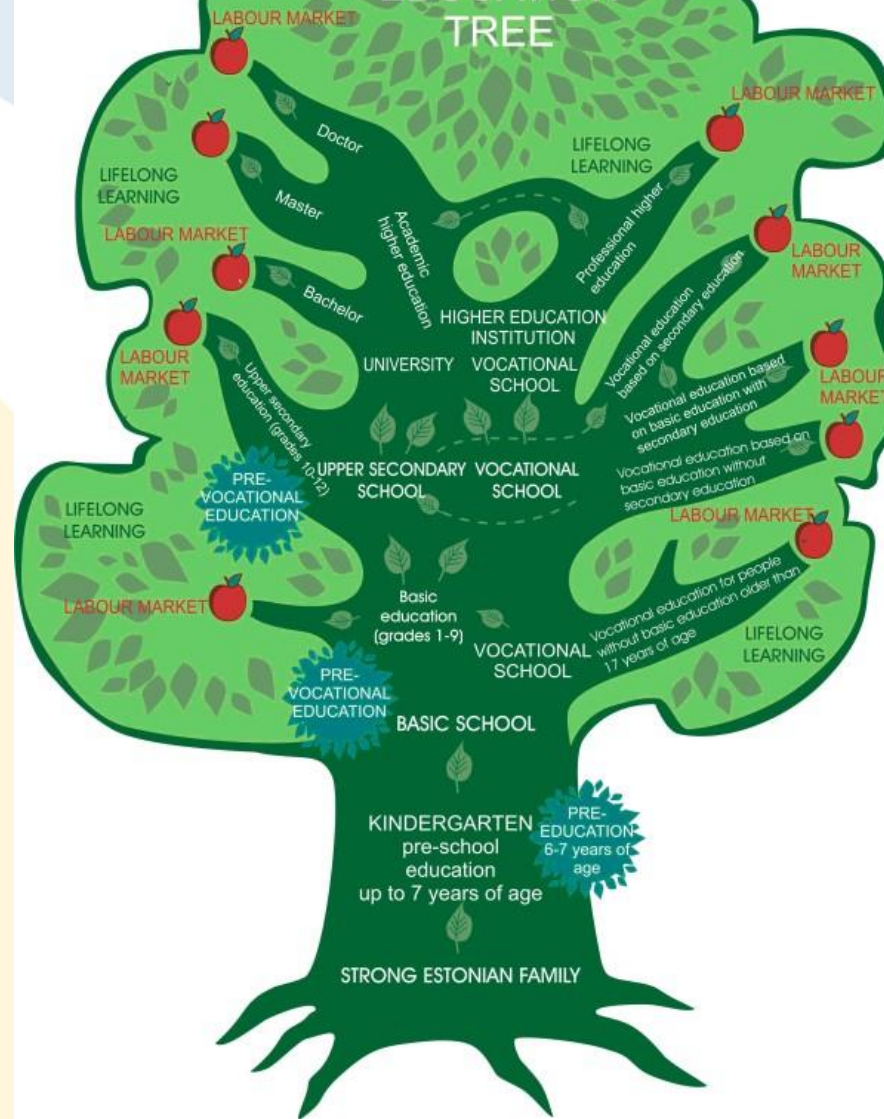 LABOUR MARKET
TREE
LABOUR MARKET
Doctor
LIFELONG
LEARNING
LIFELONG
LEARNING
Master
Academic
higher education
Professional higher
education
LABOUR MARKET
LABOUR
MARKET
Bachelor
HIGHER EDUCATION
INSTITUTION
UNIVERSITY
VOCATIONAL
SCHOOL
Vocational education
based on secondary education
LABOUR
MARKET
Upper secondary
education (grades 10-12)
Vocational education based
on basic education with
secondary education
LABOUR
MARKET
UPPER SECONDARY
SCHOOL
VOCATIONAL
SCHOOL
Vocational education based on
basic education without
secondary education
PRE-
VOCATIONAL
EDUCATION
LIFELONG
LEARNING
LABOUR MARKET
LABOUR MARKET
Basic
education
(grades 1-9)
Vocational education for people
without basic education older than
17 years of age
VOCATIONAL
SCHOOL
LIFELONG
LEARNING
PRE-
VOCATIONAL
EDUCATION
BASIC SCHOOL
KINDERGARTEN
pre-school
education
up to 7 years of age
PRE-
EDUCATION
6-7 years of
age
STRONG ESTONIAN FAMILY